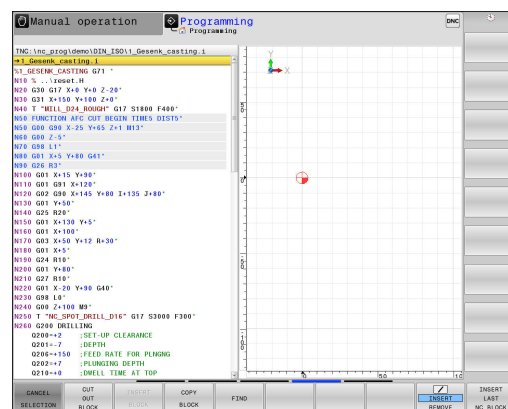 Manual operation
Programming
Programming
DNC
TNC:\nc_prog\demo\DIN_ISO\1_Gesenk_casting.i
→1_Gesenk_casting.i
%1_GESENK_CASTING G71 *
N10 % ..\reset.H
N20 G30 G17 X+0 Y+0 Z-20*
N30 G31 X+150 Y+100 Z+0*
N40 T "MILL_D24_ROUGH" G17 S1800 F400*
N50 FUNCTION AFC CUT BEGIN TIME5 DIST5*
N50 G00 G90 X-25 Y+65 Z+1 M13*
N60 G00 Z-5*
N70 G98 L1*
N80 G01 X+5 Y+80 G41*
N90 G26 R3*
N100 G01 X+15 Y+90*
N110 G01 G91 X+120*
N120 G02 G90 X+145 Y+80 I+135 J+80*
N130 G01 Y+50*
N140 G25 R20*
N150 G01 X+130 Y+5*
N160 G01 X+100*
N170 G03 X+50 Y+12 R+30*
N180 G01 X+5*
N190 G24 R10*
N200 G01 Y+80*
N210 G27 R10*
N220 G01 X-20 Y+90 G40*
N230 G98 L0*
N240 G00 Z+100 M9*
N250 T "NC_SPOT_DRILL_D16" G17 S3000 F300*
N260 G200 DRILLING
Q200=+2 ;SET-UP CLEARANCE
Q201=-7 ;DEPTH
Q206=+150 ;FEED RATE FOR PLNGNG
Q202=+7 ;PLUNGING DEPTH
Q210=+0 ;DWELL TIME AT TOP
Y
X
50
0
-50
-100
0
50
10
CANCEL
SELECTION
CUT
OUT
BLOCK
INSERT
BLOCK
COPY
BLOCK
FIND
INSERT
REMOVE
INSERT
LAST
NC BLOCK